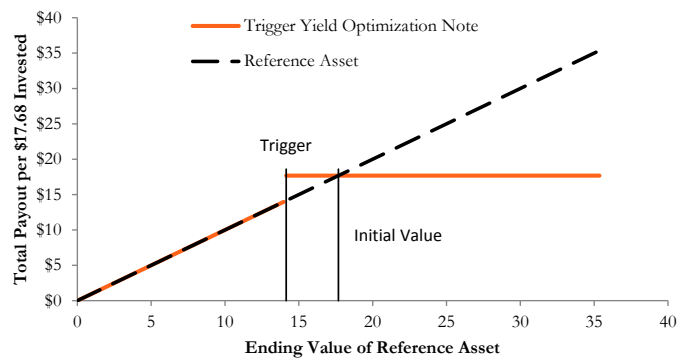 Trigger Yield Optimization Note
Reference Asset
Total Payout per $17.68 Invested
$40
$35
$30
$25
$20
$15
$10
$5
$0
Trigger
Initial Value
0 5 10 15 20 25 30 35 40
Ending Value of Reference Asset